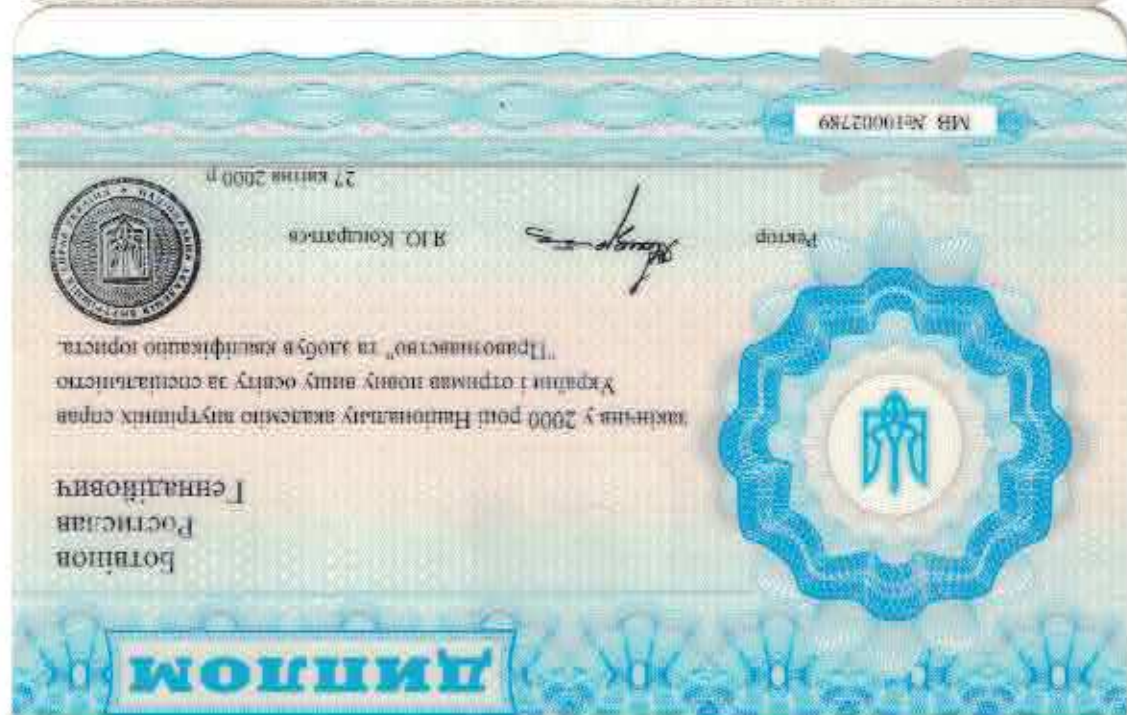 ДИПЛОМ
Ботвінов
Ростислав
Геннадійович
закінчив у 2000 році Національну академію внутрішніх справ
України і отримав повну вищу освіту за спеціальністю
"Правознавство" та здобув кваліфікацію юриста.
Ректор Я.Ю. Кондратьєв
27 квітня 2000 р
МВ №10002789